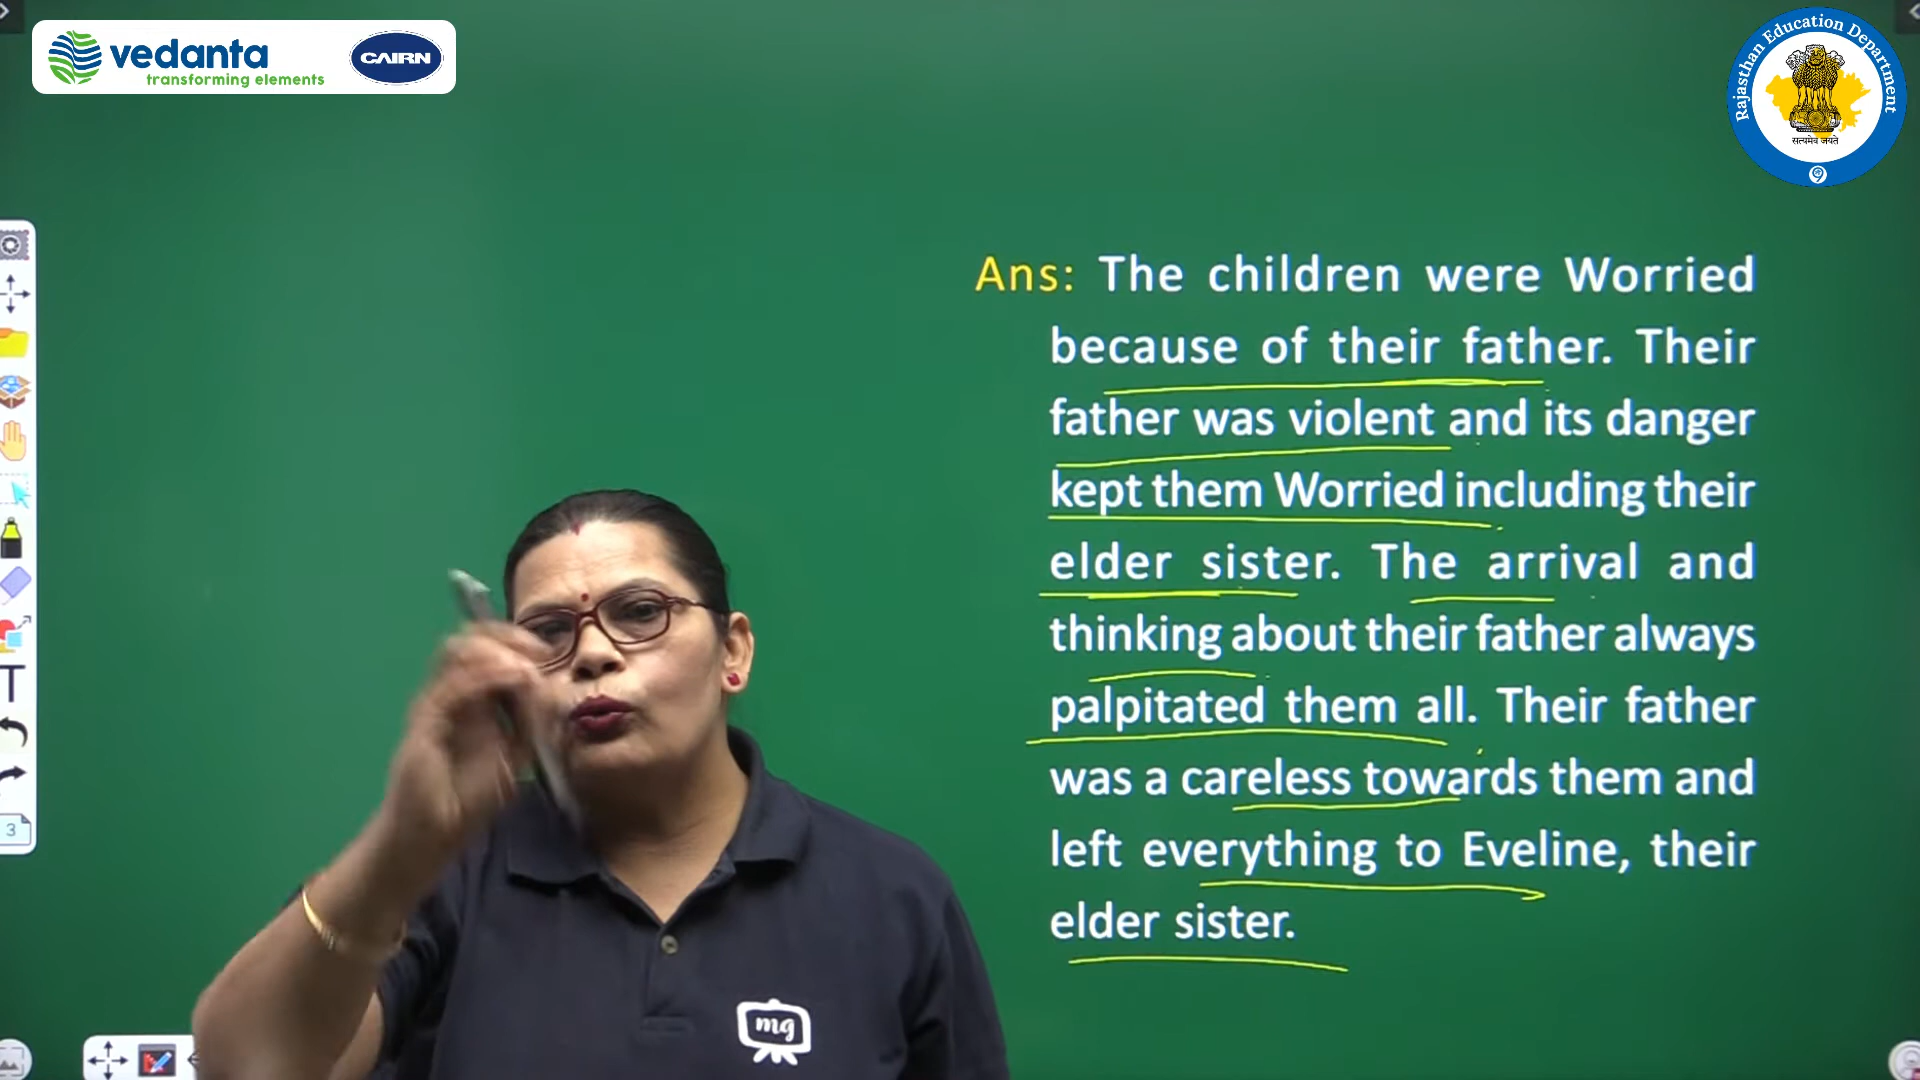 vedanta
transforming elements
CAIRN
Rajasthan Education Department
सत्यमेव जयते
Ans: The children were Worried
because of their father. Their
father was violent and its danger
kept them Worried including their
elder sister. The arrival and
thinking about their father always
palpitated them all. Their father
was a careless towards them and
left everything to Eveline, their
elder sister.
T
3
mg